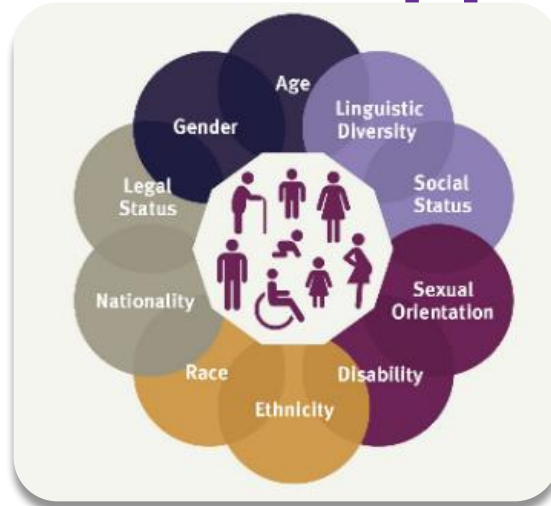 Age
Linguistic
Diversity
Social
Status
Sexual
Orientation
Disability
Ethnicity
Race
Nationality
Legal
Status
Gender